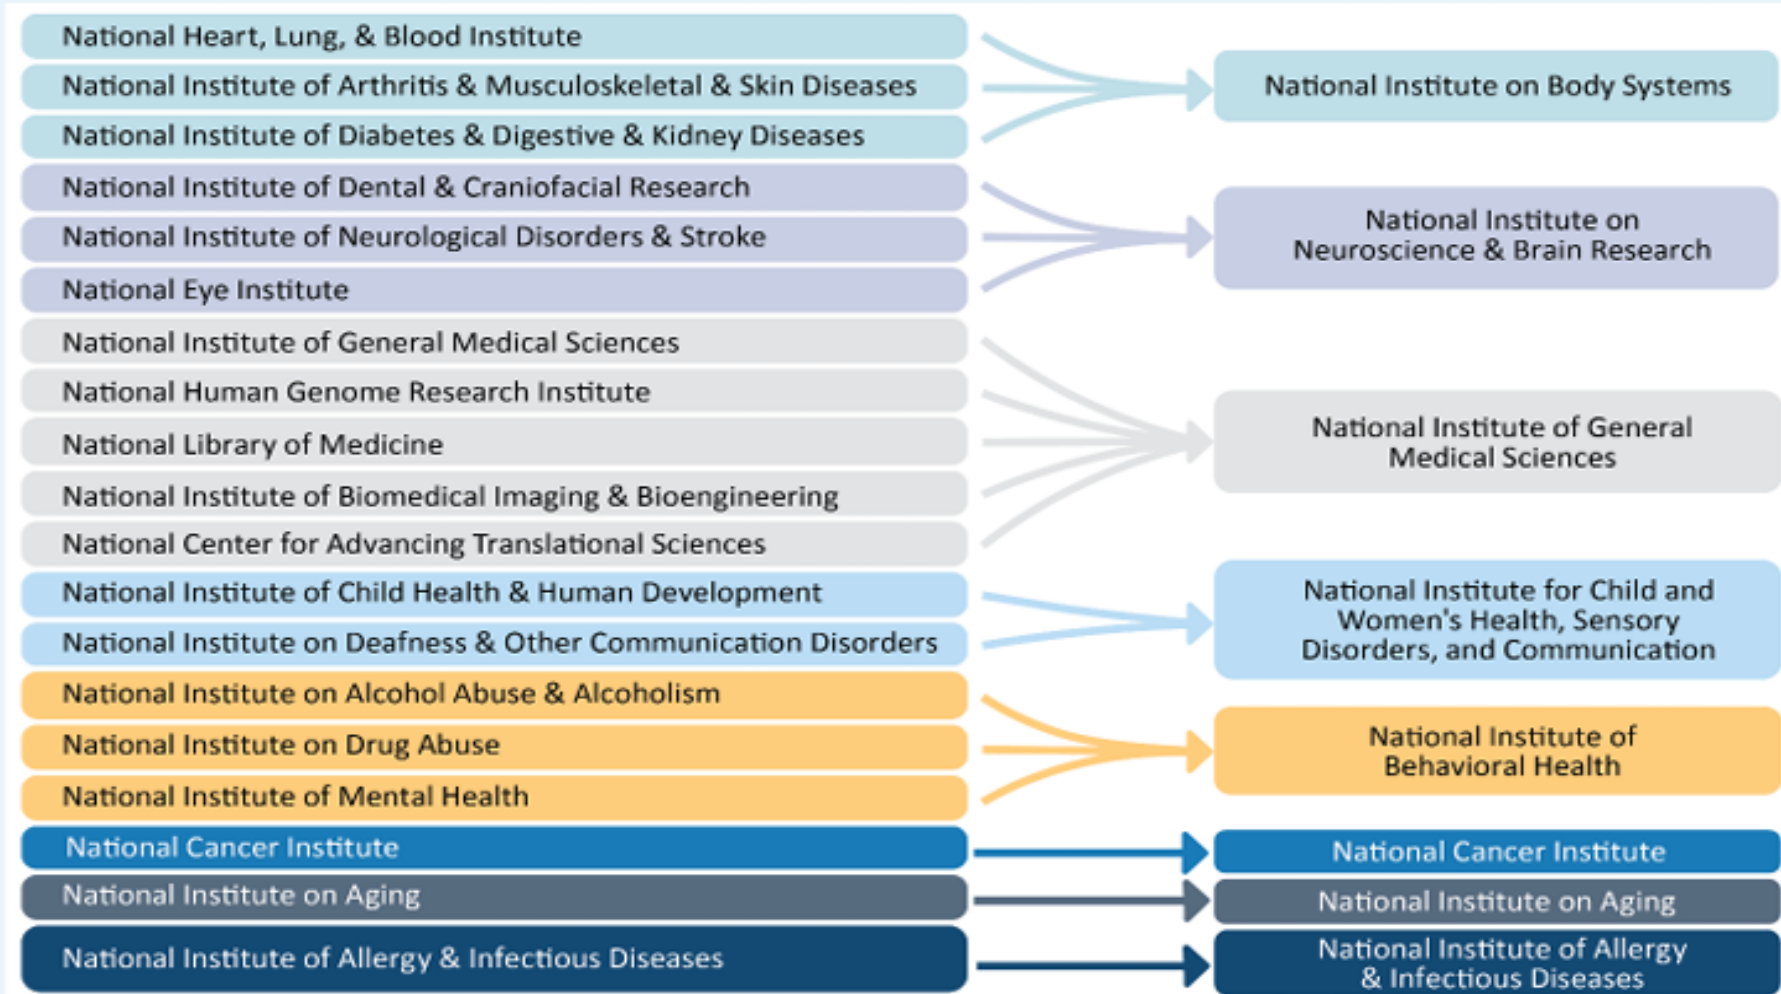 National Heart, Lung, & Blood Institute
National Institute of Arthritis & Musculoskeletal & Skin Diseases
National Institute of Diabetes & Digestive & Kidney Diseases
National Institute on Body Systems
National Institute of Dental & Craniofacial Research
National Institute of Neurological Disorders & Stroke
National Eye Institute
National Institute on
Neuroscience & Brain Research
National Institute of General Medical Sciences
National Human Genome Research Institute
National Library of Medicine
National Institute of Biomedical Imaging & Bioengineering
National Center for Advancing Translational Sciences
National Institute of General
Medical Sciences
National Institute of Child Health & Human Development
National Institute on Deafness & Other Communication Disorders
National Institute for Child and
Women's Health, Sensory
Disorders, and Communication
National Institute on Alcohol Abuse & Alcoholism
National Institute on Drug Abuse
National Institute of Mental Health
National Institute of
Behavioral Health
National Cancer Institute
National Cancer Institute
National Institute on Aging
National Institute on Aging
National Institute of Allergy & Infectious Diseases
National Institute of Allergy
& Infectious Diseases